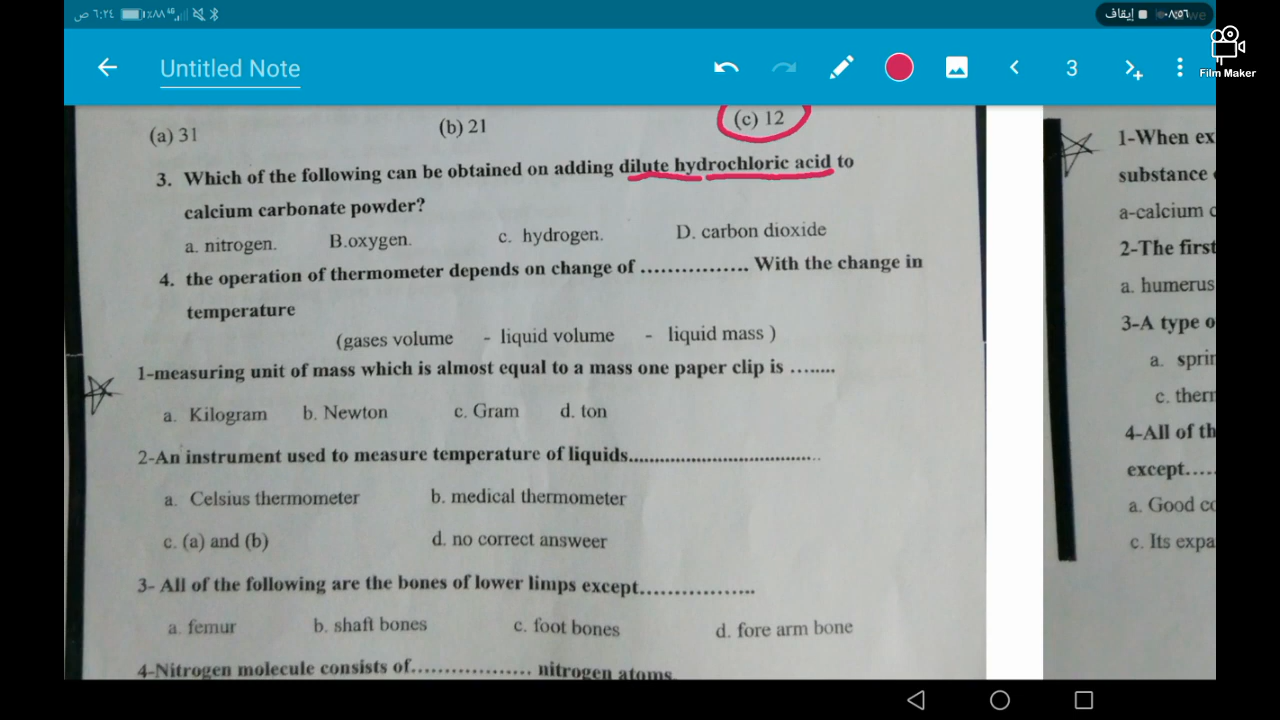 ص ٦:٢٤ ٪٨٨ 4G
إيقاف ٠٨:٥٦
Untitled Note
3
Film Maker
(a) 31 (b) 21 (c) 12
3. Which of the following can be obtained on adding dilute hydrochloric acid to
calcium carbonate powder?
a. nitrogen. B.oxygen. c. hydrogen. D. carbon dioxide
4. the operation of thermometer depends on change of ................ With the change in
temperature
(gases volume - liquid volume - liquid mass )
1-measuring unit of mass which is almost equal to a mass one paper clip is ........
a. Kilogram b. Newton c. Gram d. ton
2-An instrument used to measure temperature of liquids...................................
a. Celsius thermometer b. medical thermometer
c. (a) and (b) d. no correct answeer
3- All of the following are the bones of lower limps except.................
a. femur b. shaft bones c. foot bones d. fore arm bone
4-Nitrogen molecule consists of.................. nitrogen atoms
1-When ex
substance
a-calcium c
2-The first
a. humerus
3-A type o
a. sprin
c. therm
4-All of th
except.....
a. Good co
c. Its expa